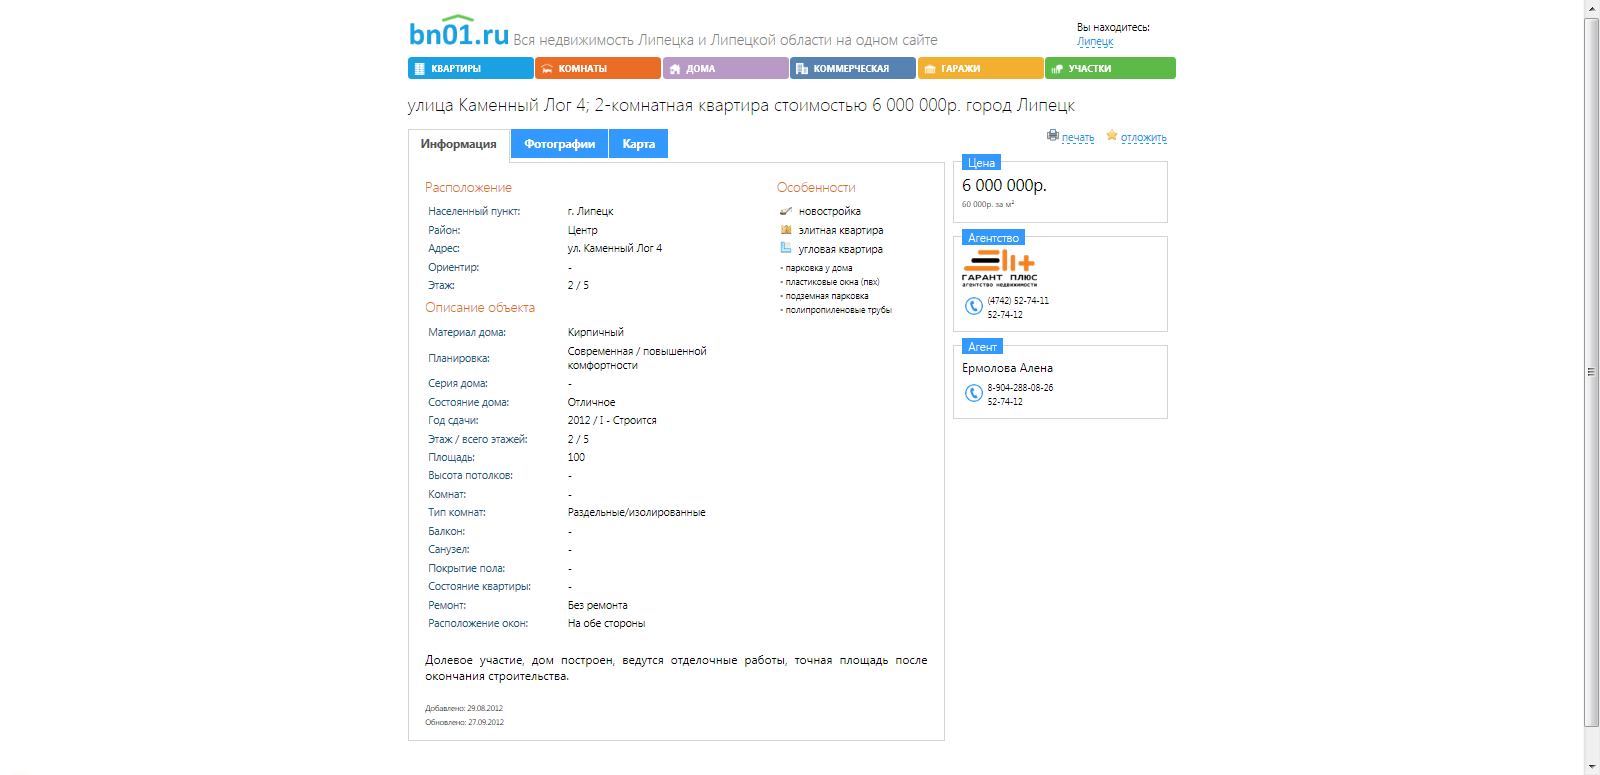 bn01.ru Вся недвижимость Липецка и Липецкой области на одном сайте
Вы находитесь:
Липецк
КВАРТИРЫ КОМНАТЫ ДОМА КОММЕРЧЕСКАЯ ГАРАЖИ УЧАСТКИ
улица Каменный Лог 4; 2-комнатная квартира стоимостью 6 000 000р. город Липецк
Информация Фотографии Карта
печать отложить
Расположение
Населенный пункт: г. Липецк
Район: Центр
Адрес: ул. Каменный Лог 4
Ориентир: -
Этаж: 2 / 5
Описание объекта
Материал дома: Кирпичный
Планировка: Современная / повышенной
комфортности
Серия дома: -
Состояние дома: Отличное
Год сдачи: 2012 / I - Строится
Этаж / всего этажей: 2 / 5
Площадь: 100
Высота потолков: -
Комнат: -
Тип комнат: Раздельные/изолированные
Балкон: -
Санузел: -
Покрытие пола: -
Состояние квартиры: -
Ремонт: Без ремонта
Расположение окон: На обе стороны
Долевое участие, дом построен, ведутся отделочные работы, точная площадь после
окончания строительства.
Добавлено: 29.08.2012
Обновлено: 27.09.2012
Особенности
новостройка
элитная квартира
угловая квартира
• парковка у дома
• пластиковые окна (пвх)
• подземная парковка
• полипропиленовые трубы
Цена
6 000 000р.
60 000р. за м²
Агентство
ГАРАНТ ПЛЮС
агентство недвижимости
(4742) 52-74-11
52-74-12
Агент
Ермолова Алена
8-904-288-08-26
52-74-12